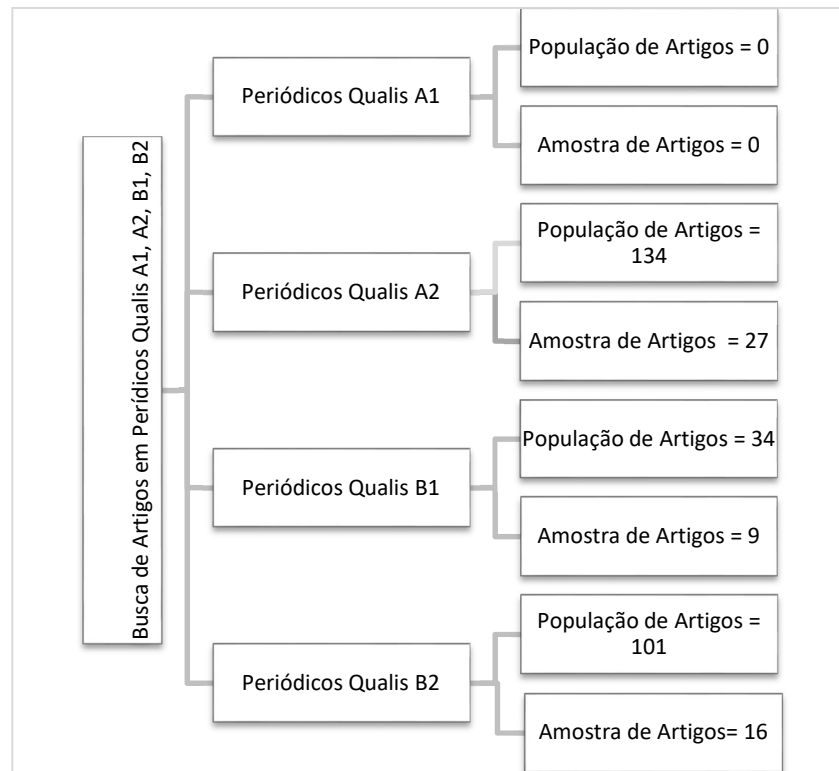 Busca de Artigos em Perídicos Qualis A1, A2, B1, B2
Periódicos Qualis A1
População de Artigos = 0
Amostra de Artigos = 0
Periódicos Qualis A2
População de Artigos =
134
Amostra de Artigos = 27
Periódicos Qualis B1
População de Artigos = 34
Amostra de Artigos = 9
Periódicos Qualis B2
População de Artigos =
101
Amostra de Artigos= 16